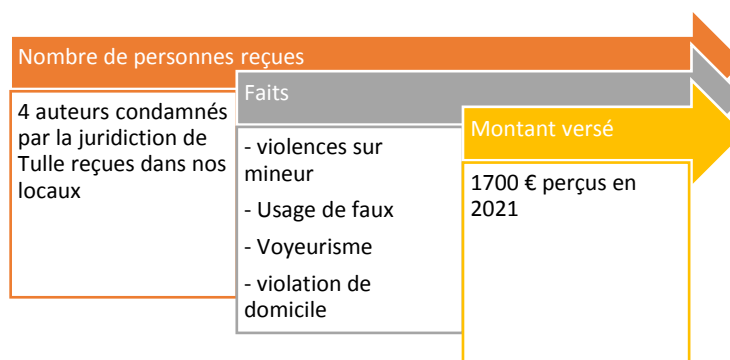 Nombre de personnes reçues
4 auteurs condamnés
par la juridiction de
Tulle reçues dans nos
locaux
Faits
- violences sur
mineur
- Usage de faux
- Voyeurisme
- violation de
domicile
Montant versé
1700 € perçus en
2021